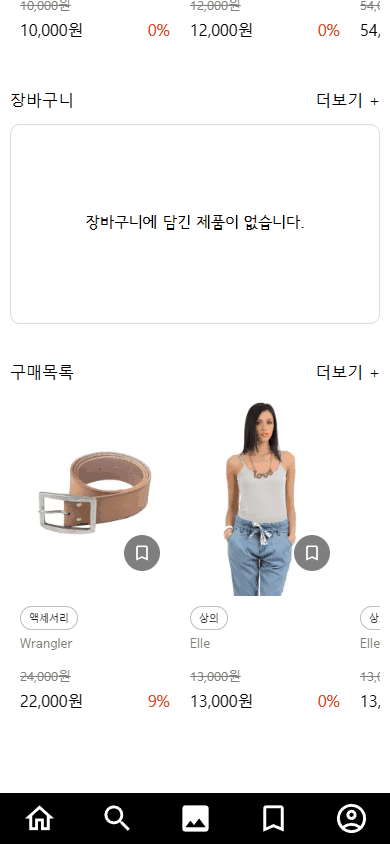 10,000원 12,000원
10,000원 0% 12,000원 0% 54,
장바구니 더보기 +
장바구니에 담긴 제품이 없습니다.
구매목록 더보기 +
액세서리 상의
Wrangler Elle Elle
24,000원 13,000원 13,0
22,000원 9% 13,000원 0% 13,